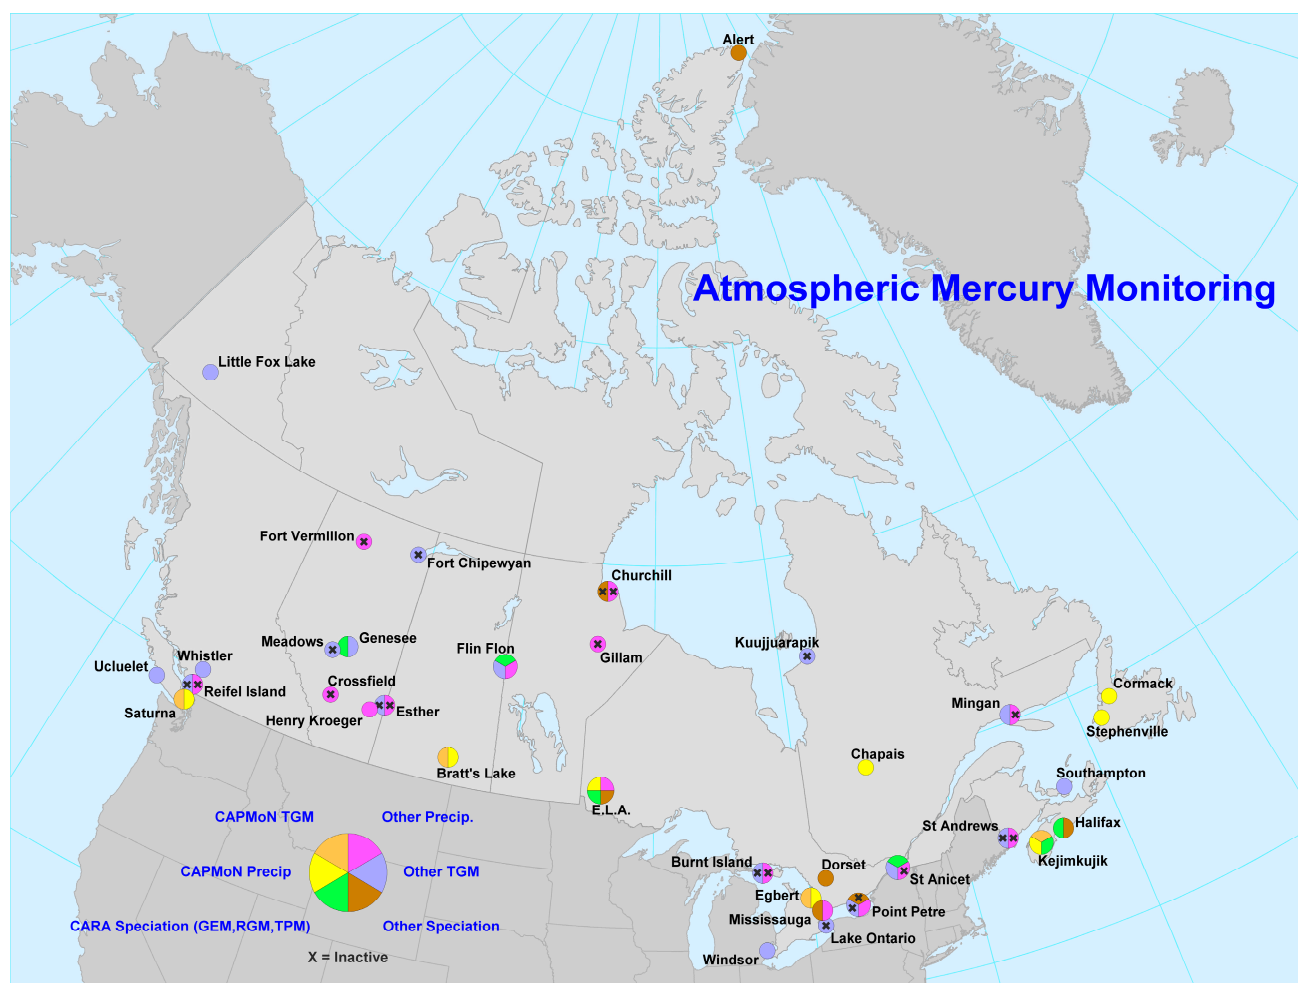 Alert
Atmospheric Mercury Monitoring
Little Fox Lake
Fort Vermilion
Fort Chipewyan
Churchill
Meadows
Genesee
Flin Flon
Gillam
Kuujjuarapik
Ucluelet
Whistler
Reifel Island
Crossfield
Saturna
Henry Kroeger
Esther
Mingan
Cormack
Stephenville
Bratt's Lake
Chapais
Southampton
E.L.A.
CAPMoN TGM
Other Precip.
St Andrews
Halifax
Kejimkujik
Burnt Island
Dorset
St Anicet
CAPMoN Precip
Other TGM
Egbert
Mississauga
Point Petre
CARA Speciation (GEM,RGM,TPM)
Other Speciation
Lake Ontario
X = Inactive
Windsor